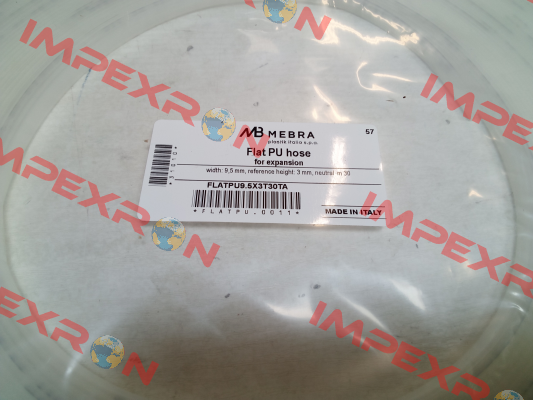 IMPEXRON
IMPEXRON
MB MEBRA
plastik italia s.p.a.
57
Flat PU hose
for expansion
width: 9,5 mm, reference height: 3 mm, neutral m 30
FLATPU9.5X3T30TA
*FLATPU.0011*
MADE IN ITALY
IMPEXRON
IMPEXRON
IMPEXRON